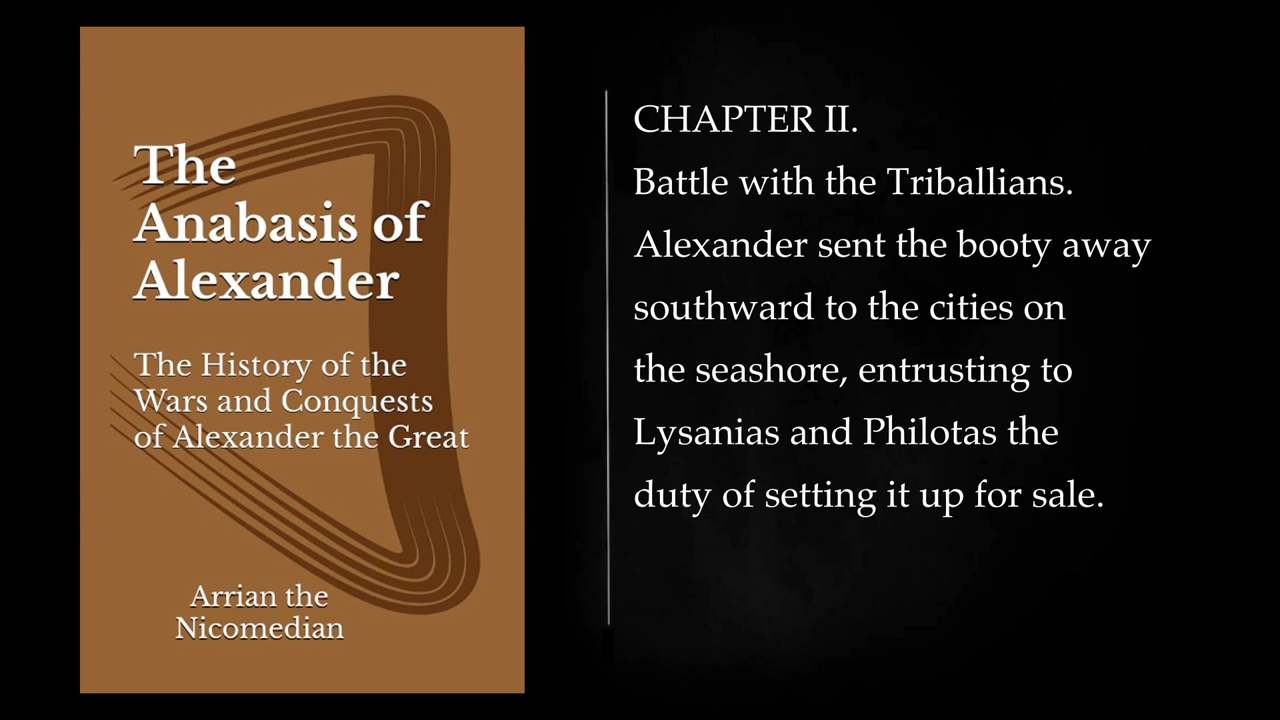 The
Anabasis of
Alexander
The History of the
Wars and Conquests
of Alexander the Great
Arrian the
Nicomedian
CHAPTER II.
Battle with the Triballians.
Alexander sent the booty away
southward to the cities on
the seashore, entrusting to
Lysanias and Philotas the
duty of setting it up for sale.